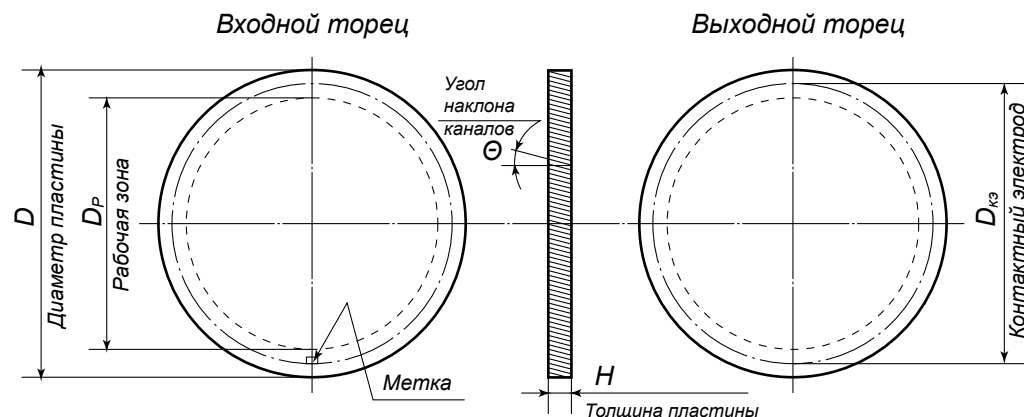 Входной торец
Выходной торец
Угол
наклона
каналов
Θ
D
Диаметр пластины
Dₚ
Рабочая зона
Dкэ
Контактный электрод
Метка
H
Толщина пластины